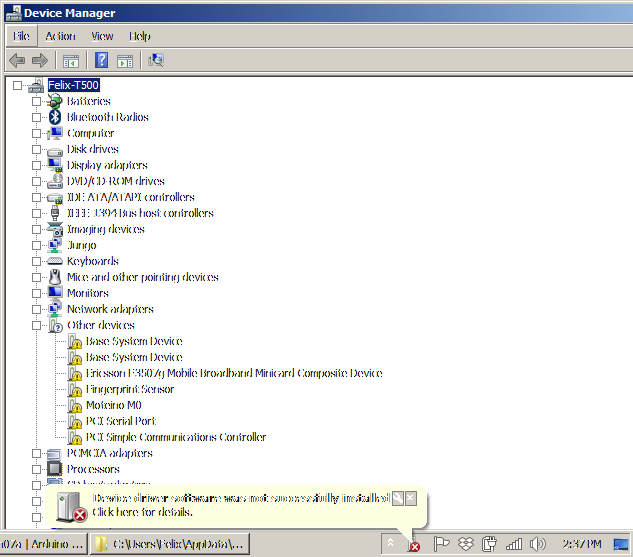 Device Manager
File Action View Help
Felix-T500
Batteries
Bluetooth Radios
Computer
Disk drives
Display adapters
DVD/CD-ROM drives
IDE ATA/ATAPI controllers
IEEE 1394 Bus host controllers
Imaging devices
Jungo
Keyboards
Mice and other pointing devices
Monitors
Network adapters
Other devices
Base System Device
Base System Device
Ericsson F3507g Mobile Broadband Minicard Composite Device
Fingerprint Sensor
Moteino M0
PCI Serial Port
PCI Simple Communications Controller
PCMCIA adapters
Processors
Device driver software was not successfully installed
Click here for details.
n07a | Arduino ...
C:\Users\Felix\AppData\...
2:37 PM